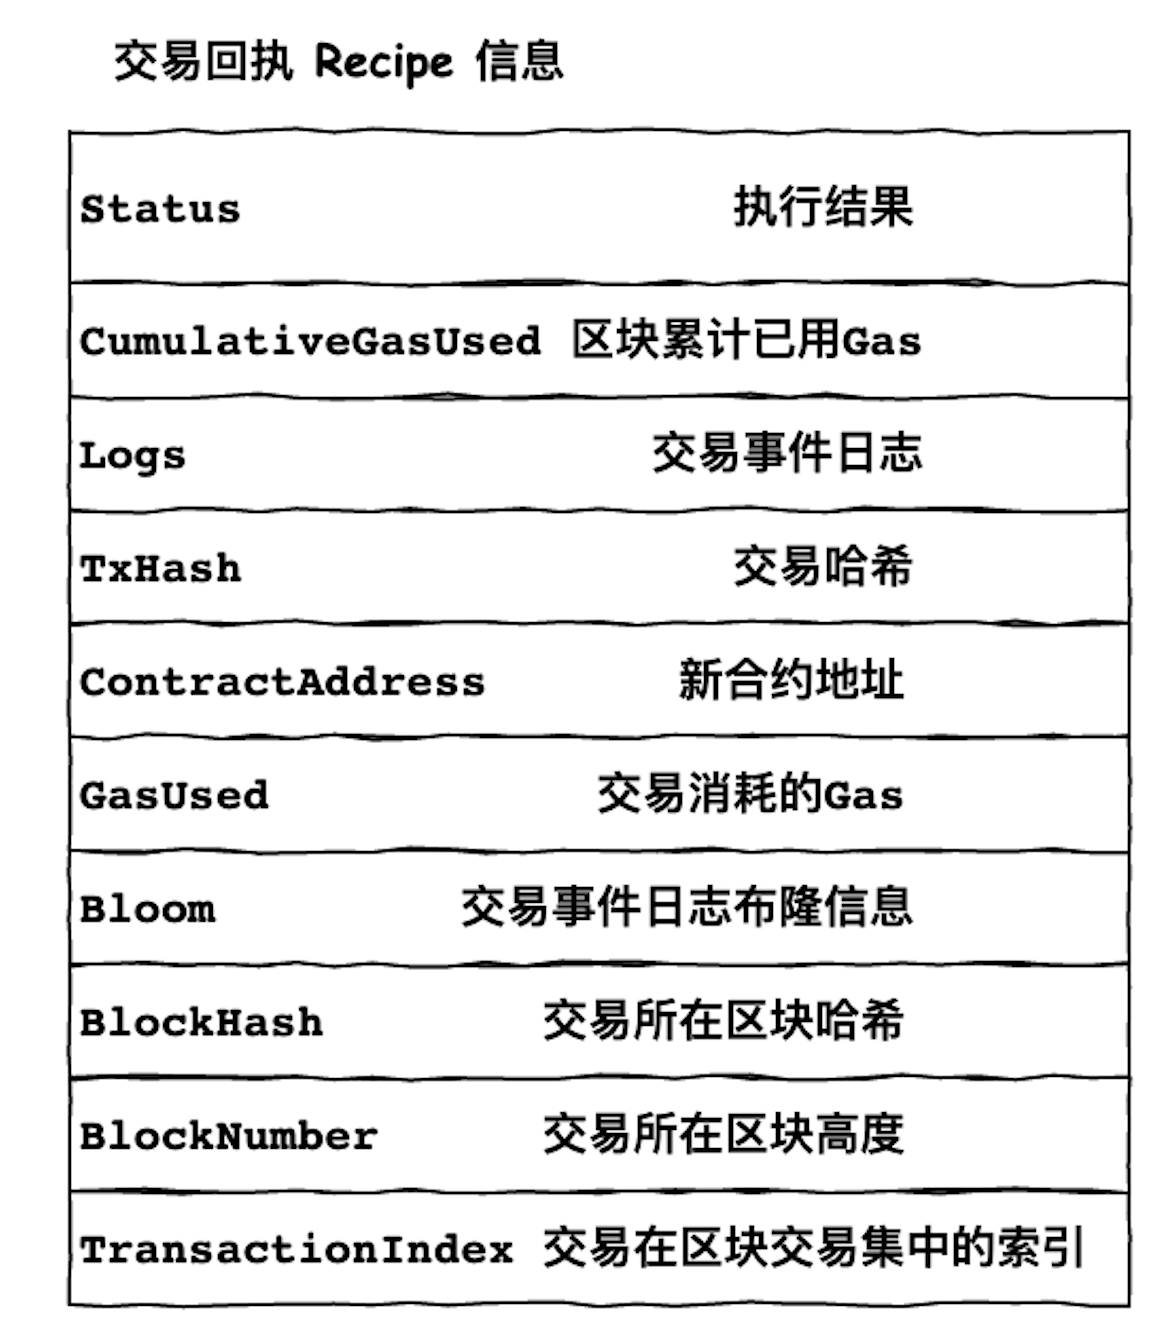 交易回执 Recipe 信息
Status 执行结果
CumulativeGasUsed 区块累计已用Gas
Logs 交易事件日志
TxHash 交易哈希
ContractAddress 新合约地址
GasUsed 交易消耗的Gas
Bloom 交易事件日志布隆信息
BlockHash 交易所在区块哈希
BlockNumber 交易所在区块高度
TransactionIndex 交易在区块交易集中的索引